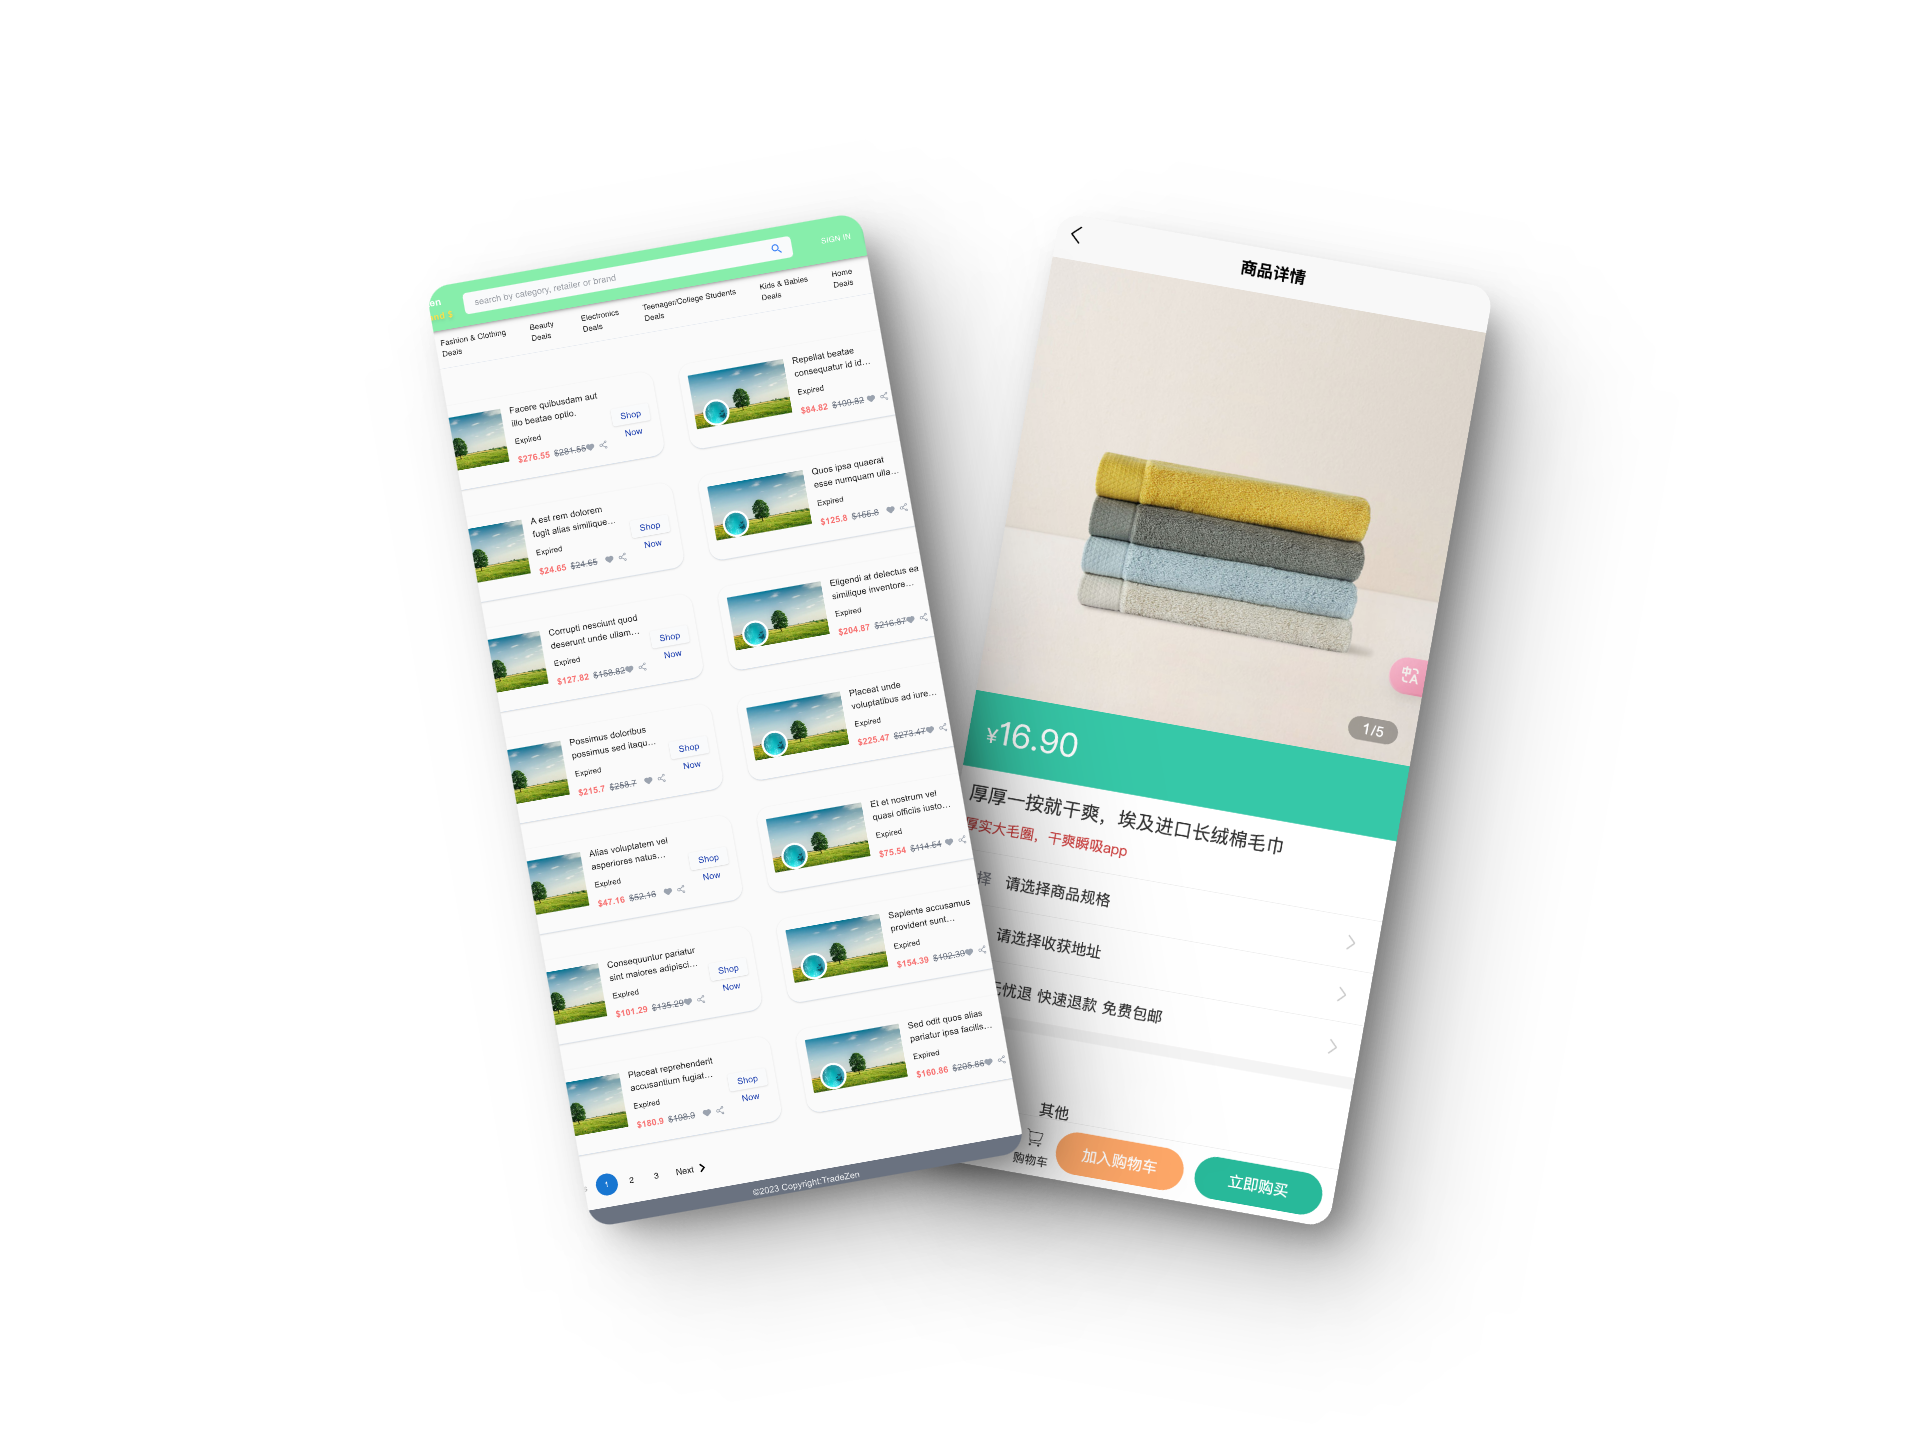 en
nd $
search by category, retailer or brand
SIGN IN
Fashion & Clothing
Deals
Beauty
Deals
Electronics
Deals
Teenager/College Students
Deals
Kids & Babies
Deals
Home
Deals
Facere quibusdam aut
illo beatae optio.
Expired
$276.55 $281.55
Shop
Now
Repellat beatae
consequatur id id...
Expired
$84.82 $109.82
A est rem dolorem
fugit alias similique...
Expired
$24.65 $24.65
Shop
Now
Quos ipsa quaerat
esse numquam ulla...
Expired
$125.8 $155.8
Corrupti nesciunt quod
deserunt unde ullam...
Expired
$127.82 $158.82
Shop
Now
Eligendi at delectus ea
similique inventore...
Expired
$204.87 $216.87
Possimus doloribus
possimus sed itaqu...
Expired
$215.7 $258.7
Shop
Now
Placeat unde
voluptatibus ad iure...
Expired
$225.47 $273.47
Alias voluptatem vel
asperiores natus...
Expired
$47.16 $52.16
Shop
Now
Et et nostrum vel
quasi officiis iusto...
Expired
$75.54 $114.54
Consequuntur pariatur
sint maiores adipisci...
Expired
$101.29 $135.29
Shop
Now
Sapiente accusamus
provident sunt...
Expired
$154.39 $192.39
Placeat reprehenderit
accusantium fugiat...
Expired
$180.9 $198.9
Shop
Now
Sed odit quos alias
pariatur ipsa facilis...
Expired
$160.86 $205.86
1 2 3 Next
©2023 Copyright:TradeZen
商品详情
1/5
¥16.90
厚厚一按就干爽，埃及进口长绒棉毛巾
厚实大毛圈，干爽瞬吸app
择 请选择商品规格
请选择收获地址
无忧退 快速退款 免费包邮
其他
购物车
加入购物车
立即购买